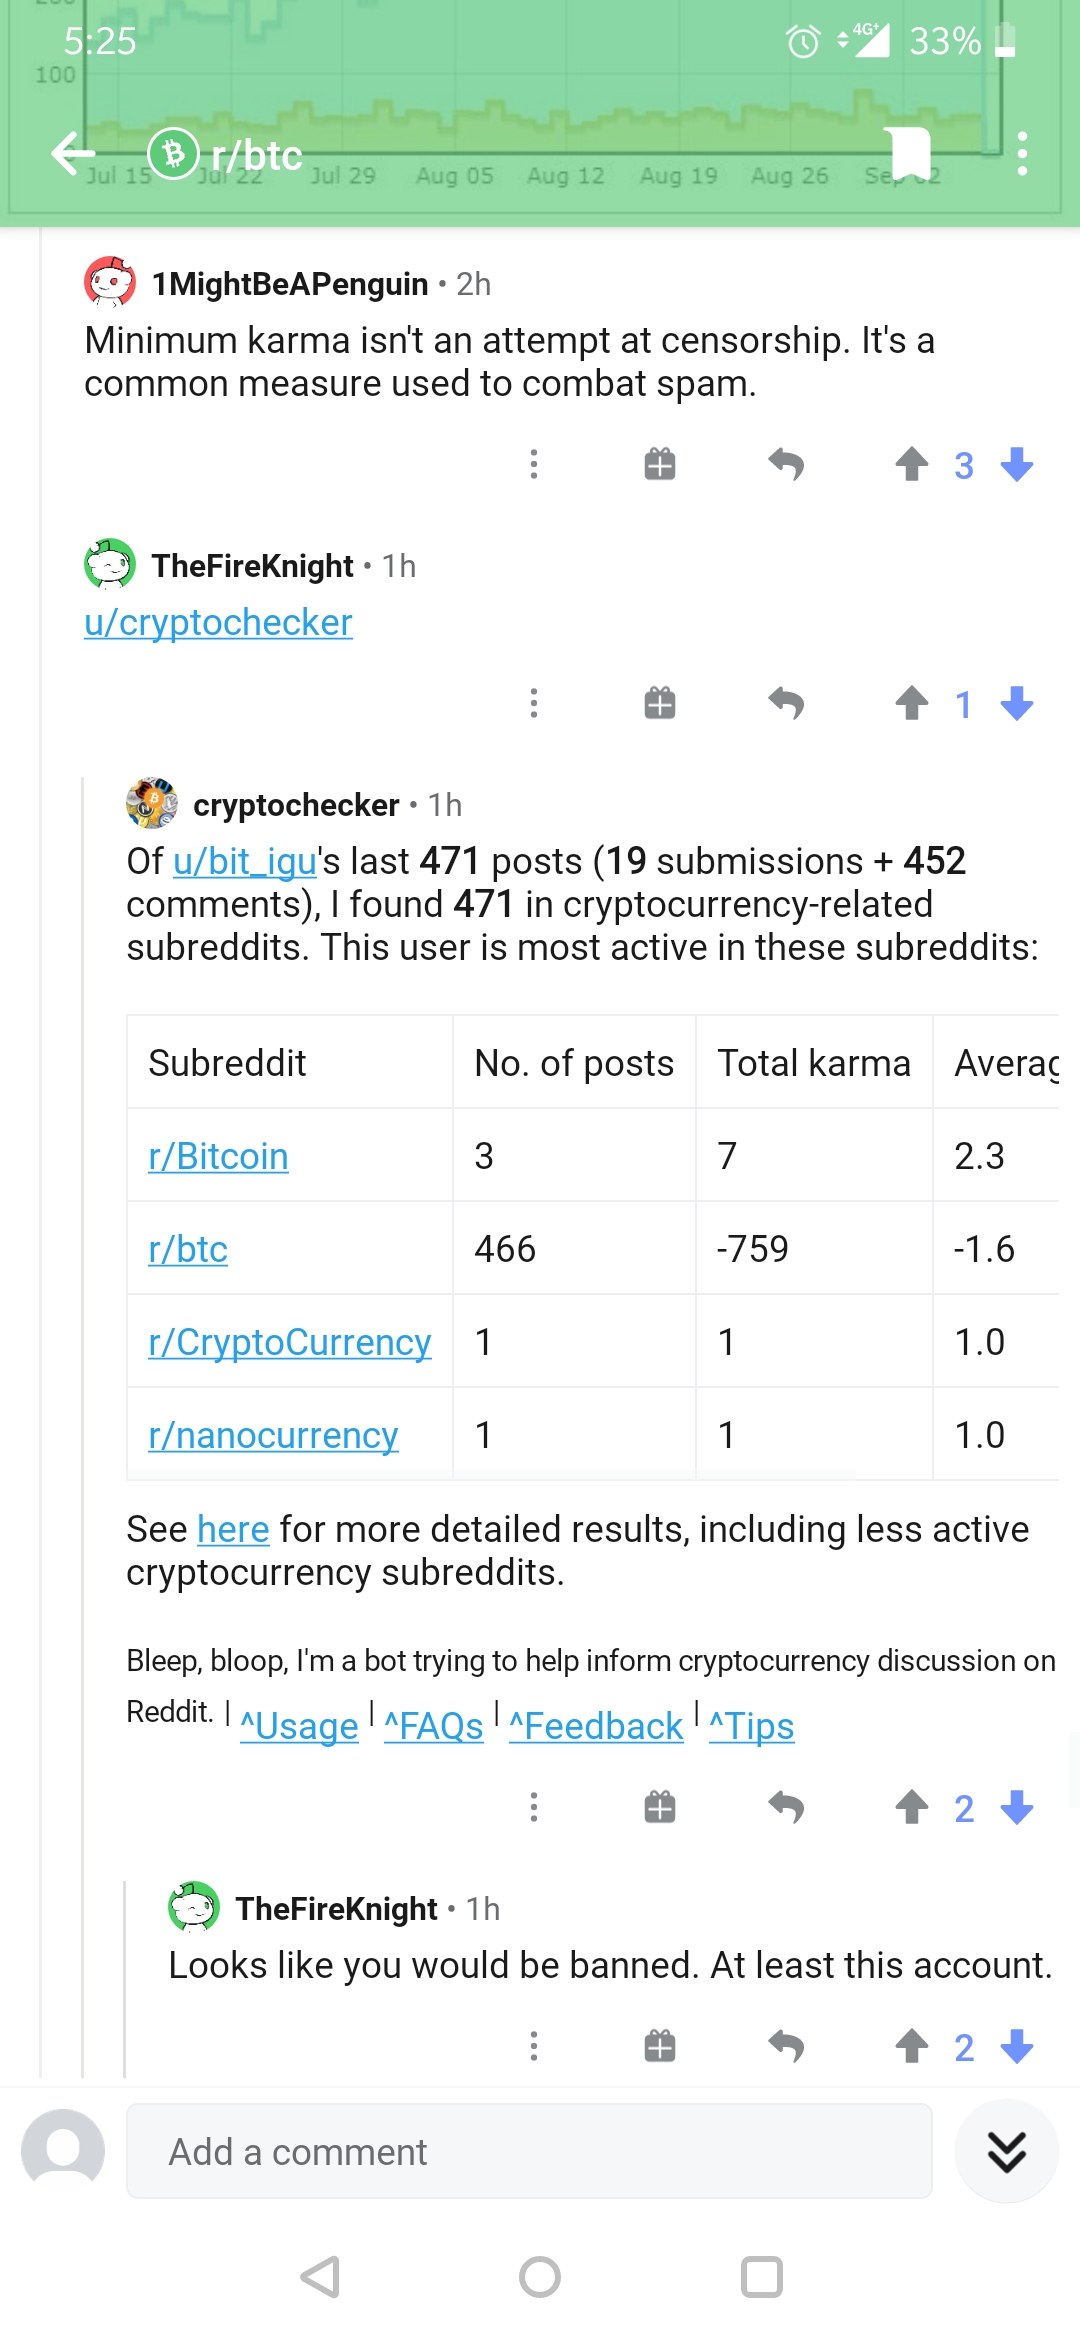 200
5:25 4G+ 33%
100
r/btc
Jul 15 Jul 22 Jul 29 Aug 05 Aug 12 Aug 19 Aug 26 Sep 02
1MightBeAPenguin • 2h
Minimum karma isn't an attempt at censorship. It's a
common measure used to combat spam.
3
TheFireKnight • 1h
u/cryptochecker
1
cryptochecker • 1h
Of u/bit_igu's last 471 posts (19 submissions + 452
comments), I found 471 in cryptocurrency-related
subreddits. This user is most active in these subreddits:
Subreddit No. of posts Total karma Averag
r/Bitcoin 3 7 2.3
r/btc 466 -759 -1.6
r/CryptoCurrency 1 1 1.0
r/nanocurrency 1 1 1.0
See here for more detailed results, including less active
cryptocurrency subreddits.
Bleep, bloop, I'm a bot trying to help inform cryptocurrency discussion on
Reddit. | ^Usage | ^FAQs | ^Feedback | ^Tips
2
TheFireKnight • 1h
Looks like you would be banned. At least this account.
2
Add a comment